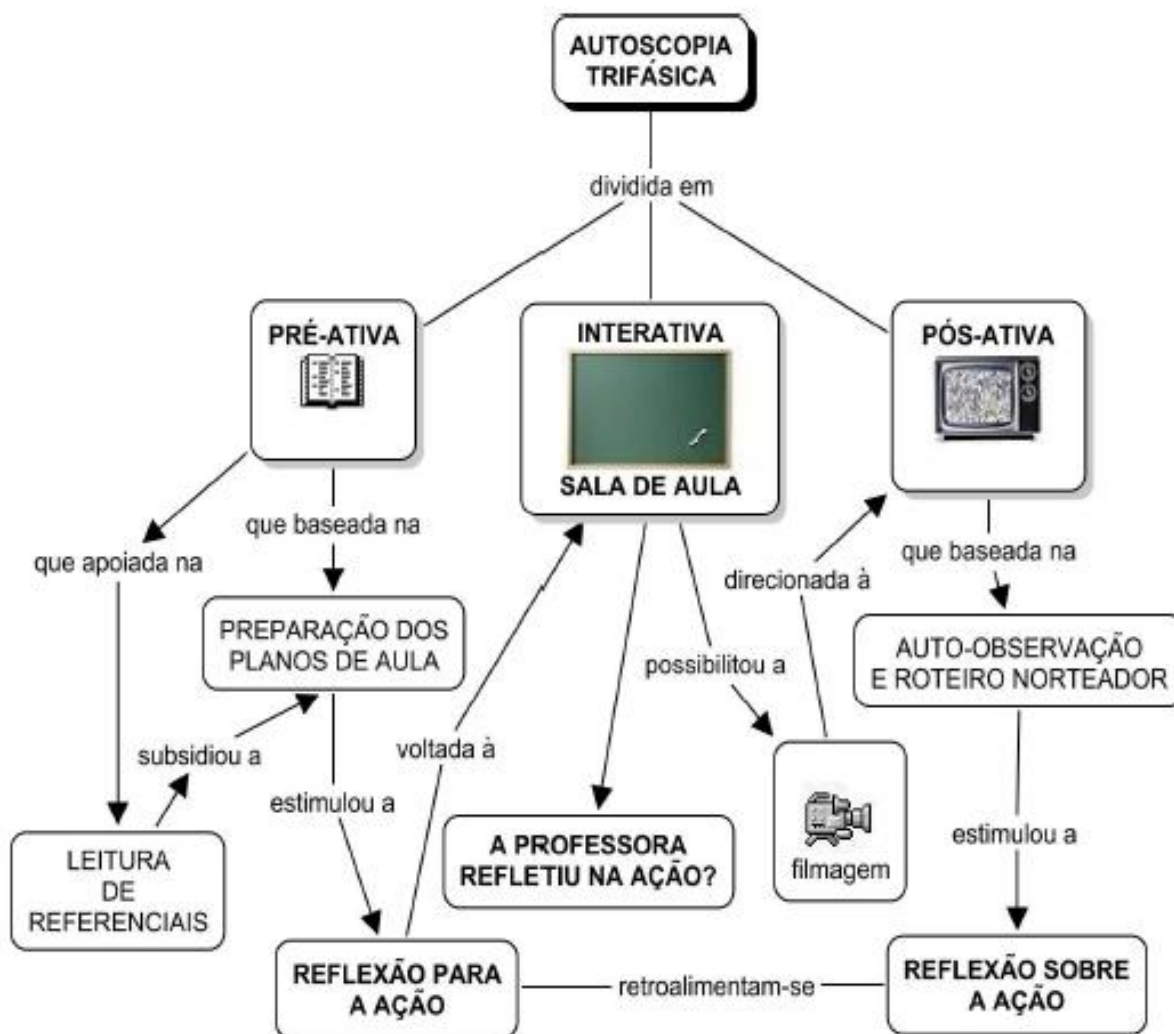 AUTOSCOPIA
TRIFÁSICA
dividida em
PRÉ-ATIVA
INTERATIVA
SALA DE AULA
PÓS-ATIVA
que apoiada na
que baseada na
direcionada à
que baseada na
PREPARAÇÃO DOS
PLANOS DE AULA
AUTO-OBSERVAÇÃO
E ROTEIRO NORTEADOR
possibilitou a
subsidiou a
voltada à
estimulou a
LEITURA
DE
REFERENCIAIS
A PROFESSORA
REFLETIU NA AÇÃO?
filmagem
estimulou a
REFLEXÃO PARA
A AÇÃO
retroalimentam-se
REFLEXÃO SOBRE
A AÇÃO